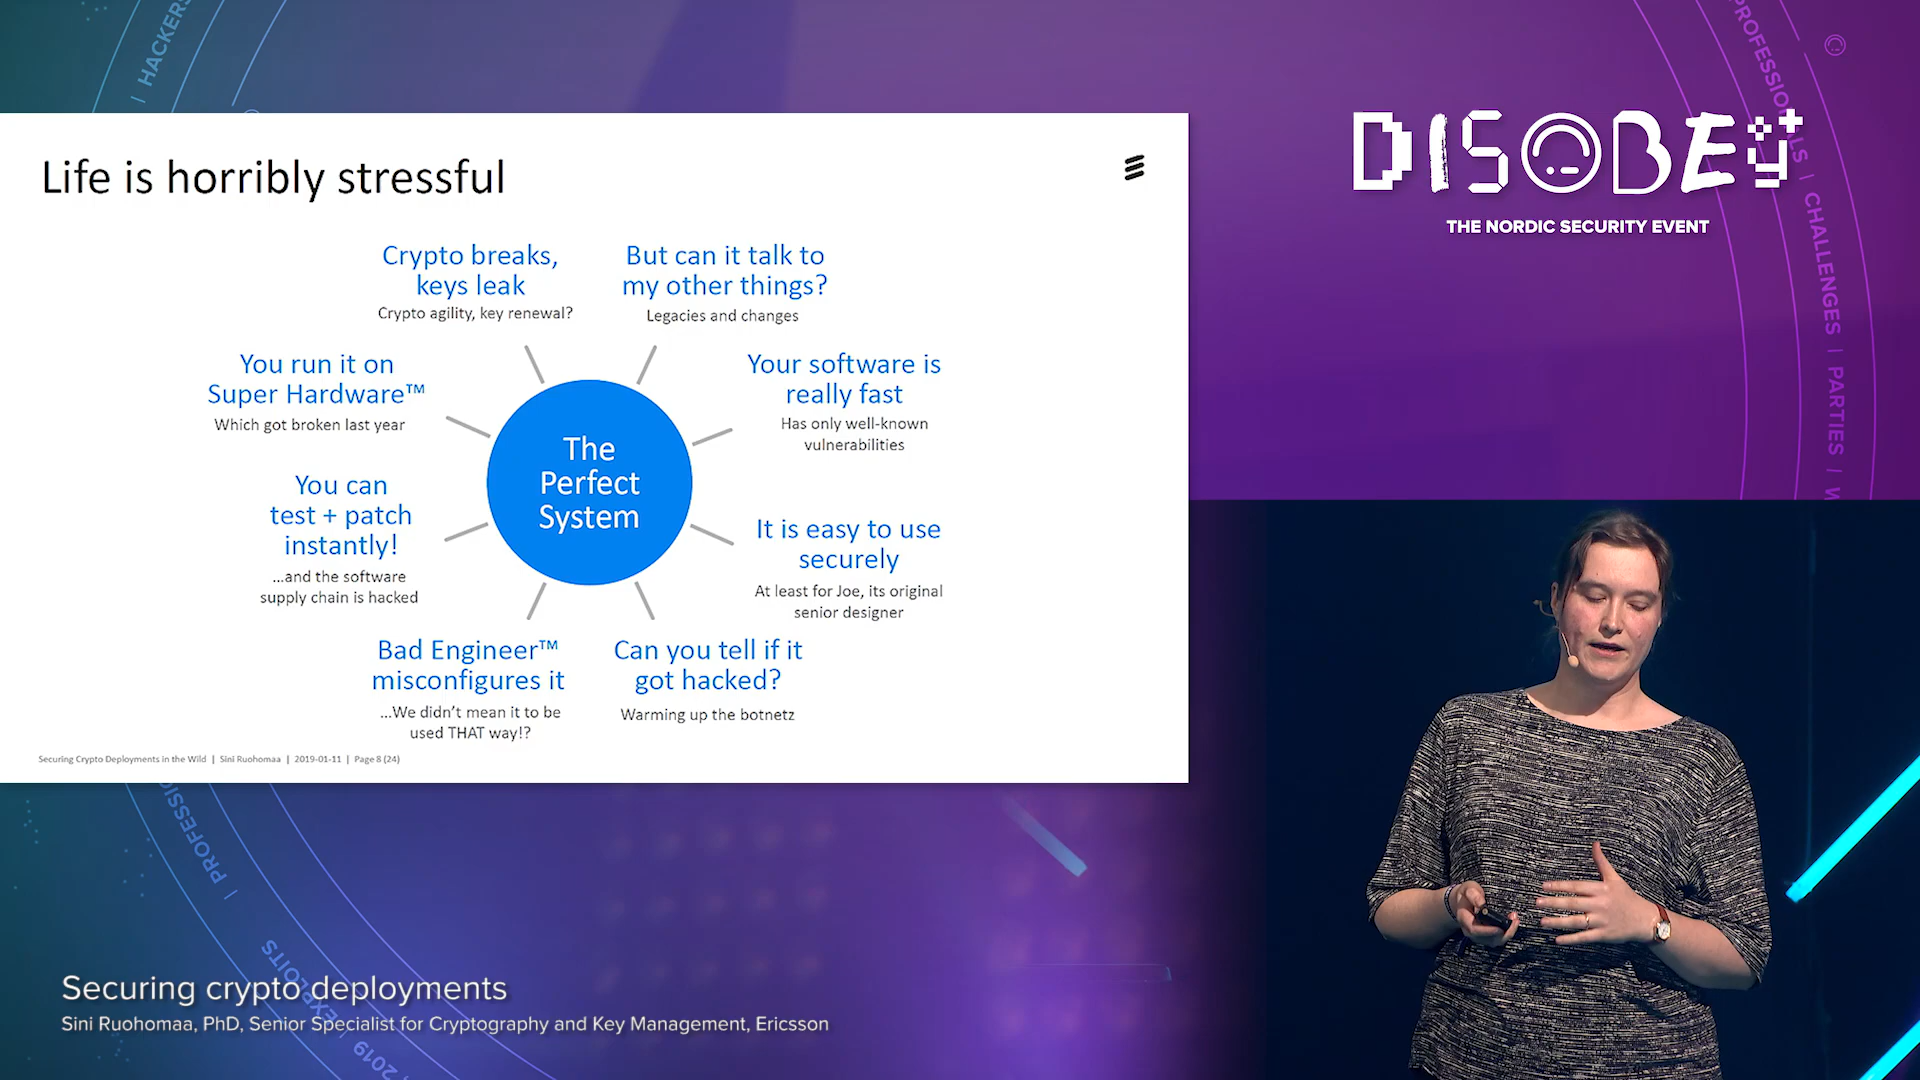 | HACKERS
PROFESSIONALS | CHALLENGES | PARTIES |
DISOBEY
THE NORDIC SECURITY EVENT
Life is horribly stressful
Crypto breaks,
keys leak
Crypto agility, key renewal?
But can it talk to
my other things?
Legacies and changes
You run it on
Super Hardware™
Which got broken last year
Your software is
really fast
Has only well-known
vulnerabilities
The
Perfect
System
You can
test + patch
instantly!
...and the software
supply chain is hacked
It is easy to use
securely
At least for Joe, its original
senior designer
Bad Engineer™
misconfigures it
...We didn't mean it to be
used THAT way!?
Can you tell if it
got hacked?
Warming up the botnetz
Securing Crypto Deployments in the Wild | Sini Ruohomaa | 2019-01-11 | Page 8 (24)
PROFESSI
EXPLOITS
2019 | EXPLO
Securing crypto deployments
Sini Ruohomaa, PhD, Senior Specialist for Cryptography and Key Management, Ericsson